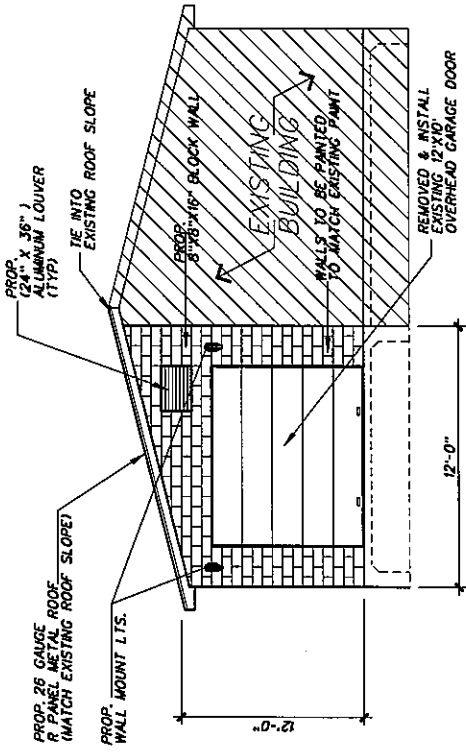 PROP. 26 GAUGE
R PANEL METAL ROOF
(MATCH EXISTING ROOF SLOPE)
PROP.
WALL MOUNT LTS.
PROP.
(24" X 36")
ALUMINUM LOUVER
(TYP)
TIE INTO
EXISTING ROOF SLOPE
PROP.
8"X8"X16" BLOCK WALL
EXISTING
BUILDING
WALLS TO BE PAINTED
TO MATCH EXISTING PAINT
REMOVED & INSTALL
EXISTING 12'X10'
OVERHEAD GARAGE DOOR
12'-0"
12'-0"